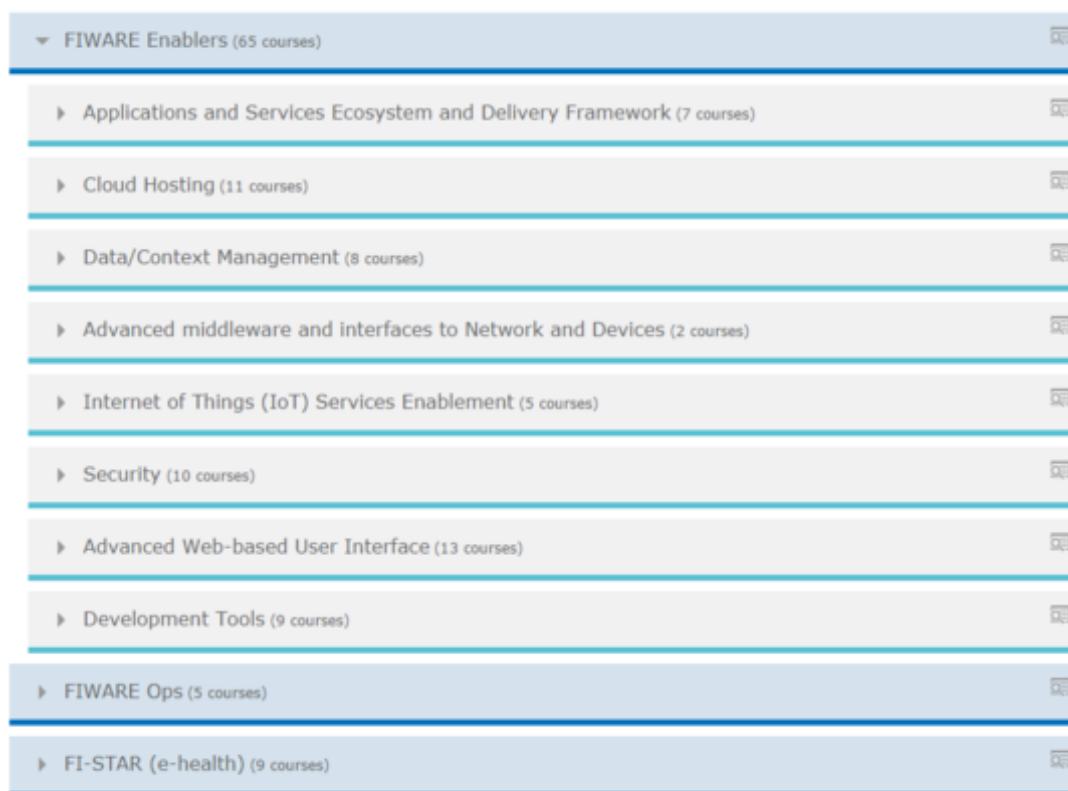 FIWARE Enablers (65 courses)
Applications and Services Ecosystem and Delivery Framework (7 courses)
Cloud Hosting (11 courses)
Data/Context Management (8 courses)
Advanced middleware and interfaces to Network and Devices (2 courses)
Internet of Things (IoT) Services Enablement (5 courses)
Security (10 courses)
Advanced Web-based User Interface (13 courses)
Development Tools (9 courses)
FIWARE Ops (5 courses)
FI-STAR (e-health) (9 courses)